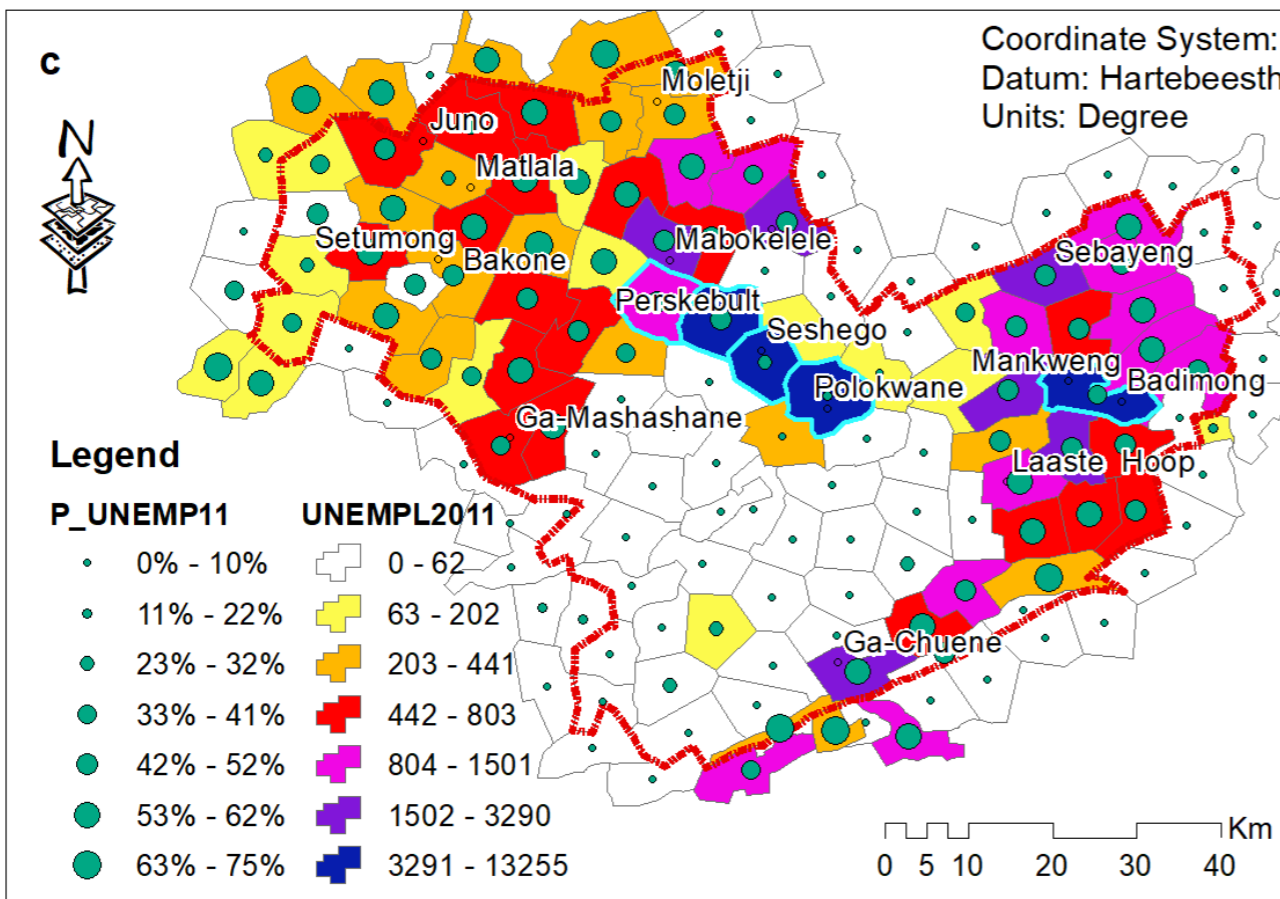 c
Coordinate System:
Datum: Hartebeesth
Units: Degree
N
Moletji
Juno
Matlala
Setumong
Bakone
Mabokelele
Sebayeng
Perskebult
Seshego
Mankweng
Badimong
Polokwane
Ga-Mashashane
Laaste Hoop
Ga-Chuene
Legend
P_UNEMP11 UNEMPL2011
0% - 10% 0 - 62
11% - 22% 63 - 202
23% - 32% 203 - 441
33% - 41% 442 - 803
42% - 52% 804 - 1501
53% - 62% 1502 - 3290
63% - 75% 3291 - 13255
Km
0 5 10 20 30 40